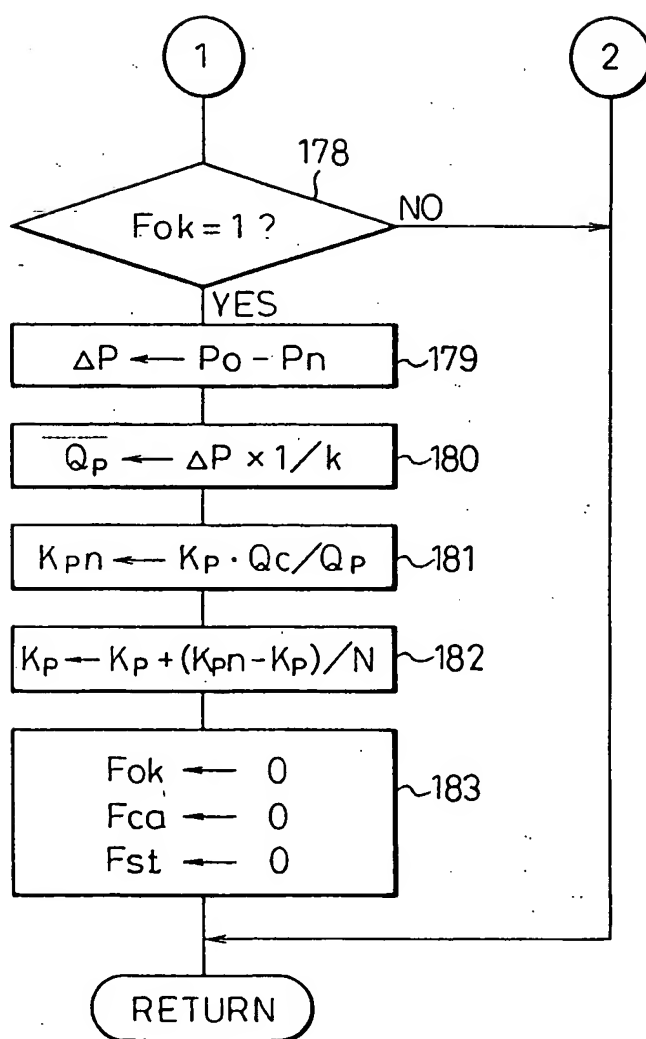 1
2
178
Fok = 1 ?
NO
YES
ΔP ← Po - Pn
179
Qp ← ΔP × 1/k
180
Kpn ← Kp · Qc/Qp
181
Kp ← Kp + (Kpn - Kp)/N
182
Fok ← 0
Fca ← 0
Fst ← 0
183
RETURN